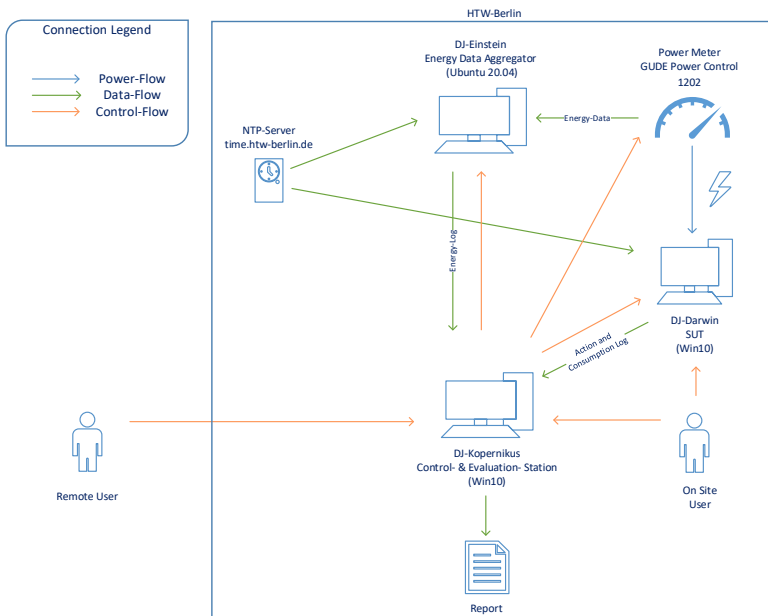 HTW-Berlin
Connection Legend
Power-Flow
Data-Flow
Control-Flow
DJ-Einstein
Energy Data Aggregator
(Ubuntu 20.04)
Power Meter
GUDE Power Control
1202
Energy-Data
NTP-Server
time.htw-berlin.de
Energy-Log
DJ-Darwin
SUT
(Win10)
Action and
Consumption Log
DJ-Kopernikus
Control- & Evaluation- Station
(Win10)
Remote User
On Site
User
Report